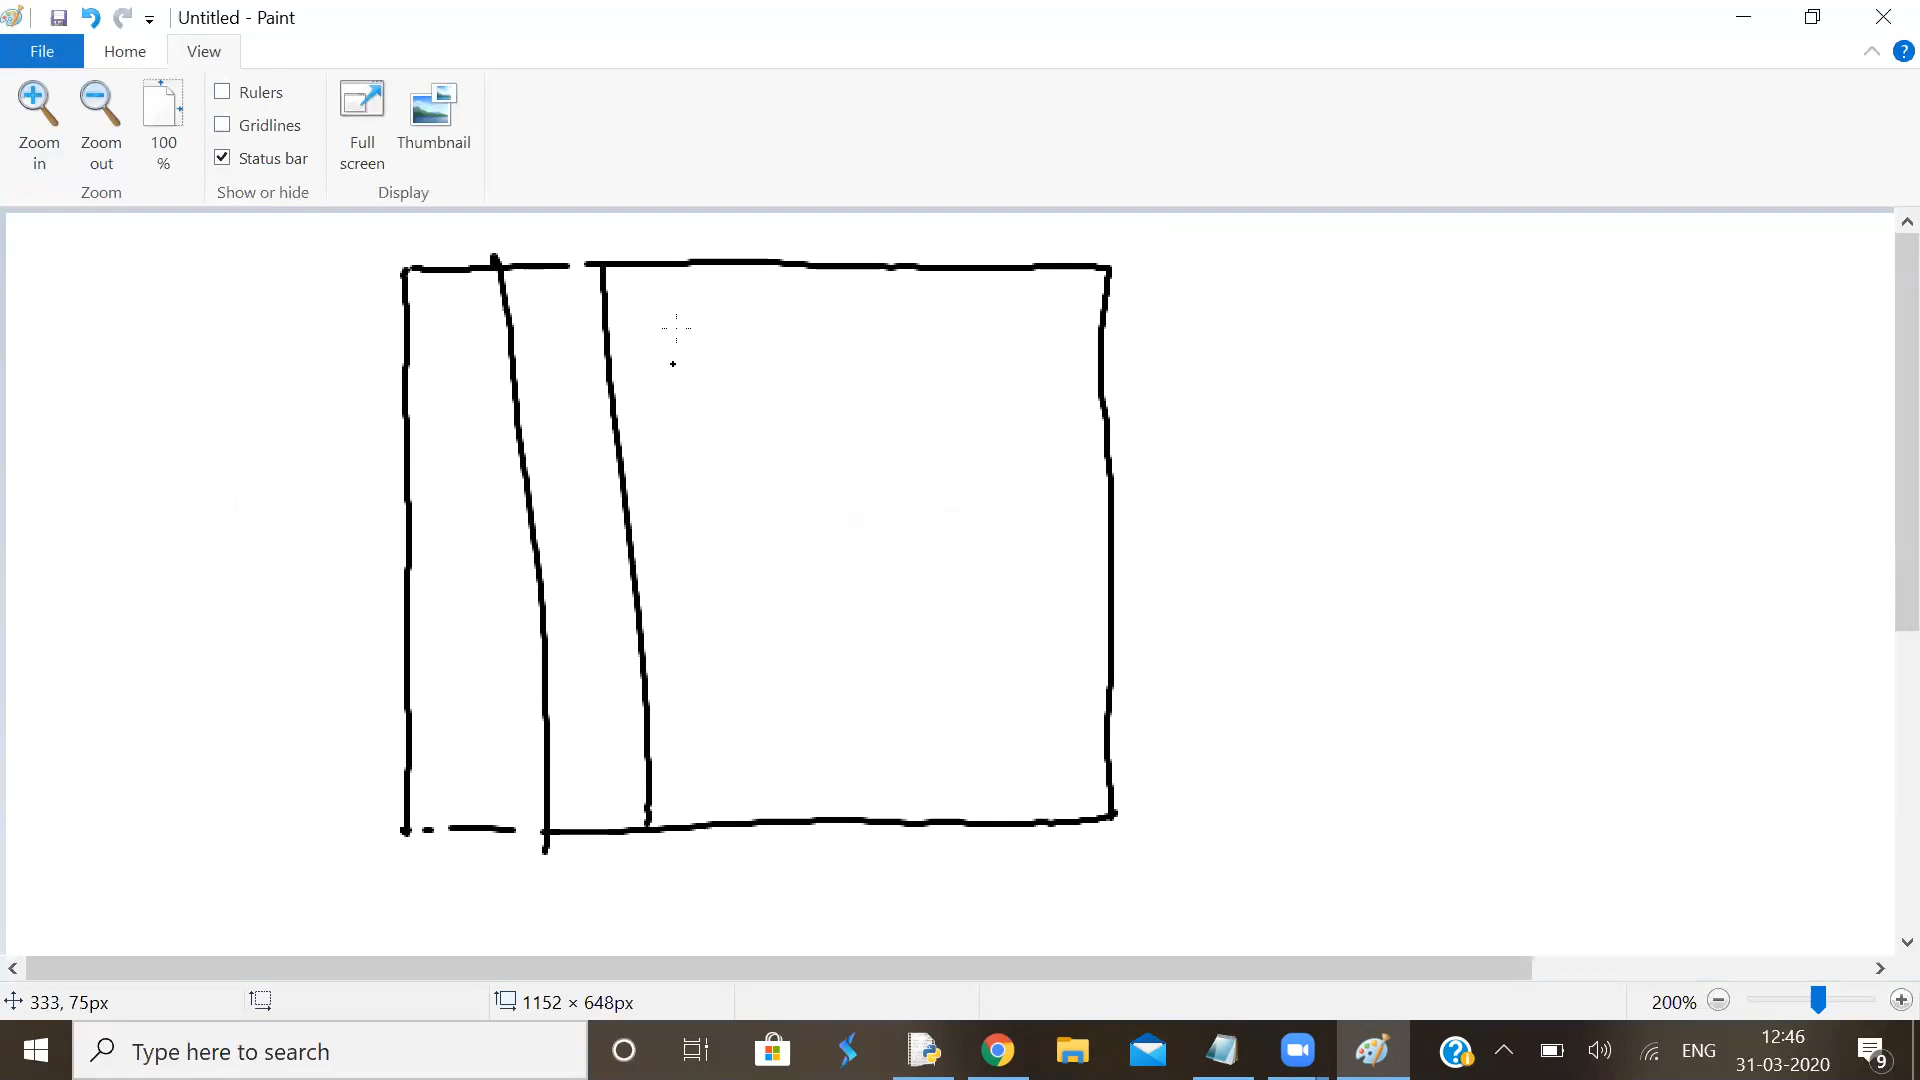 Untitled - Paint
File
Home
View
Zoom in
Zoom out
100 %
Rulers
Gridlines
Status bar
Full screen
Thumbnail
Zoom
Show or hide
Display
333, 75px
1152 × 648px
200%
Type here to search
ENG
12:46
31-03-2020
9